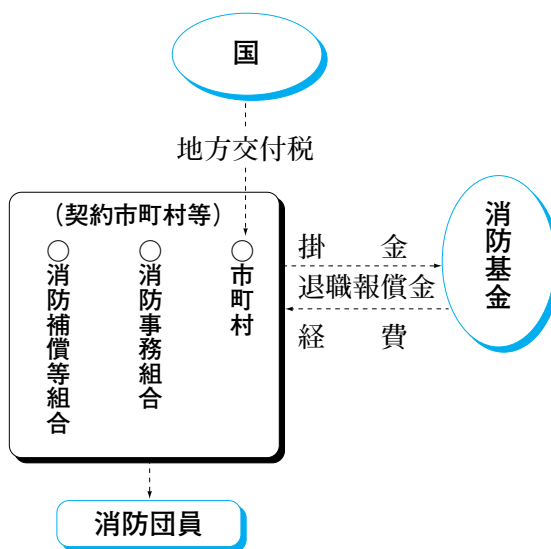 国
地方交付税
（契約市町村等）
○市町村
○消防事務組合
○消防補償等組合
掛金
退職報償金
経費
消防基金
消防団員